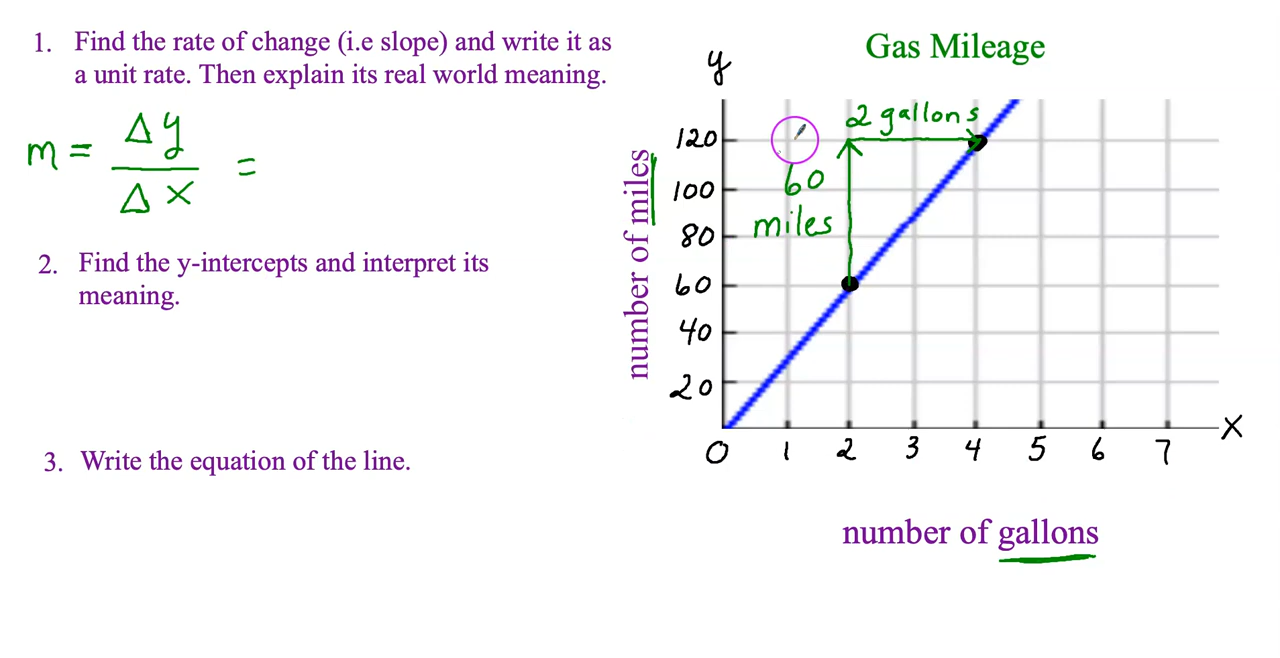 1. Find the rate of change (i.e slope) and write it as
a unit rate. Then explain its real world meaning.
m = Δy / Δx =
2. Find the y-intercepts and interpret its
meaning.
3. Write the equation of the line.
Gas Mileage
y
number of miles
120
100
80
60
40
20
2 gallons
60
miles
0 1 2 3 4 5 6 7
X
number of gallons